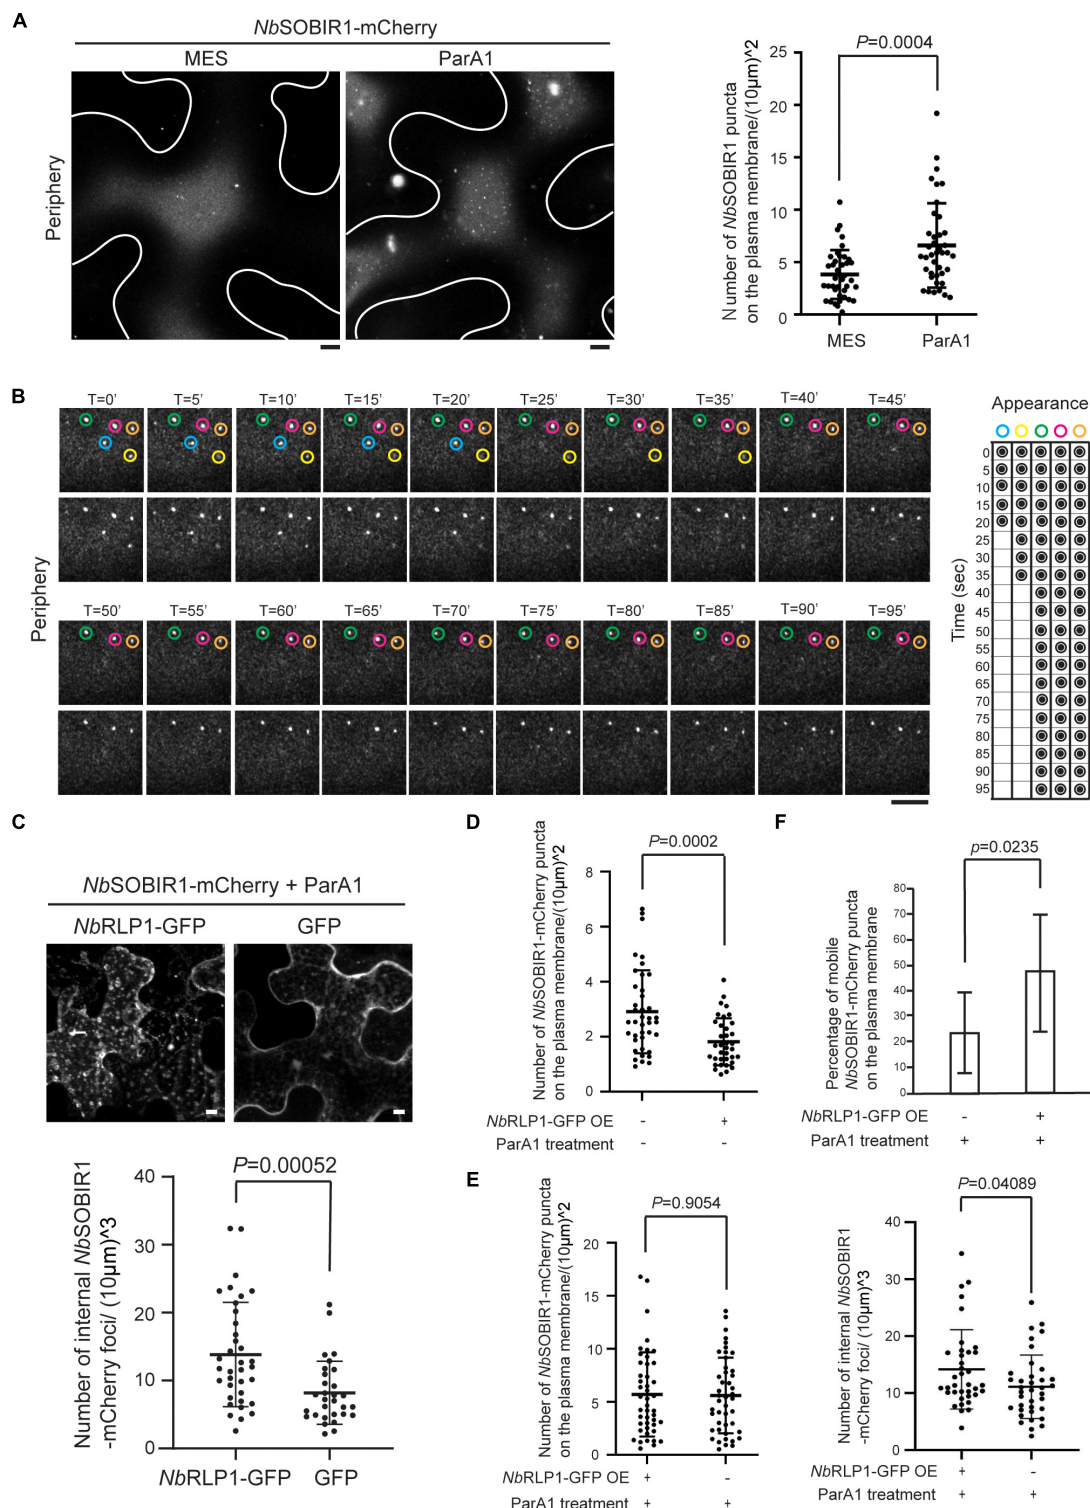 A
NbSOBIR1-mCherry
MES
ParA1
Periphery
Number of NbSOBIR1 puncta
on the plasma membrane/(10µm)^2
P=0.0004
25
20
15
10
5
0
MES
ParA1
B
T=0' T=5' T=10' T=15' T=20' T=25' T=30' T=35' T=40' T=45'
Periphery
T=50' T=55' T=60' T=65' T=70' T=75' T=80' T=85' T=90' T=95'
Appearance
Time (sec)
0
5
10
15
20
25
30
35
40
45
50
55
60
65
70
75
80
85
90
95
C
NbSOBIR1-mCherry + ParA1
NbRLP1-GFP
GFP
Number of internal NbSOBIR1
-mCherry foci/ (10µm)^3
P=0.00052
40
30
20
10
0
NbRLP1-GFP
GFP
D
Number of NbSOBIR1-mCherry puncta
on the plasma membrane/(10µm)^2
P=0.0002
8
6
4
2
0
NbRLP1-GFP OE - +
ParA1 treatment - -
F
Percentage of mobile
NbSOBIR1-mCherry puncta
on the plasma membrane
p=0.0235
80
70
60
50
40
30
20
10
0
NbRLP1-GFP OE - +
ParA1 treatment + +
E
Number of NbSOBIR1-mCherry puncta
on the plasma membrane/(10µm)^2
P=0.9054
20
15
10
5
0
NbRLP1-GFP OE + -
ParA1 treatment + +
Number of internal NbSOBIR1
-mCherry foci/ (10µm)^3
P=0.04089
40
30
20
10
0
NbRLP1-GFP OE + -
ParA1 treatment + +